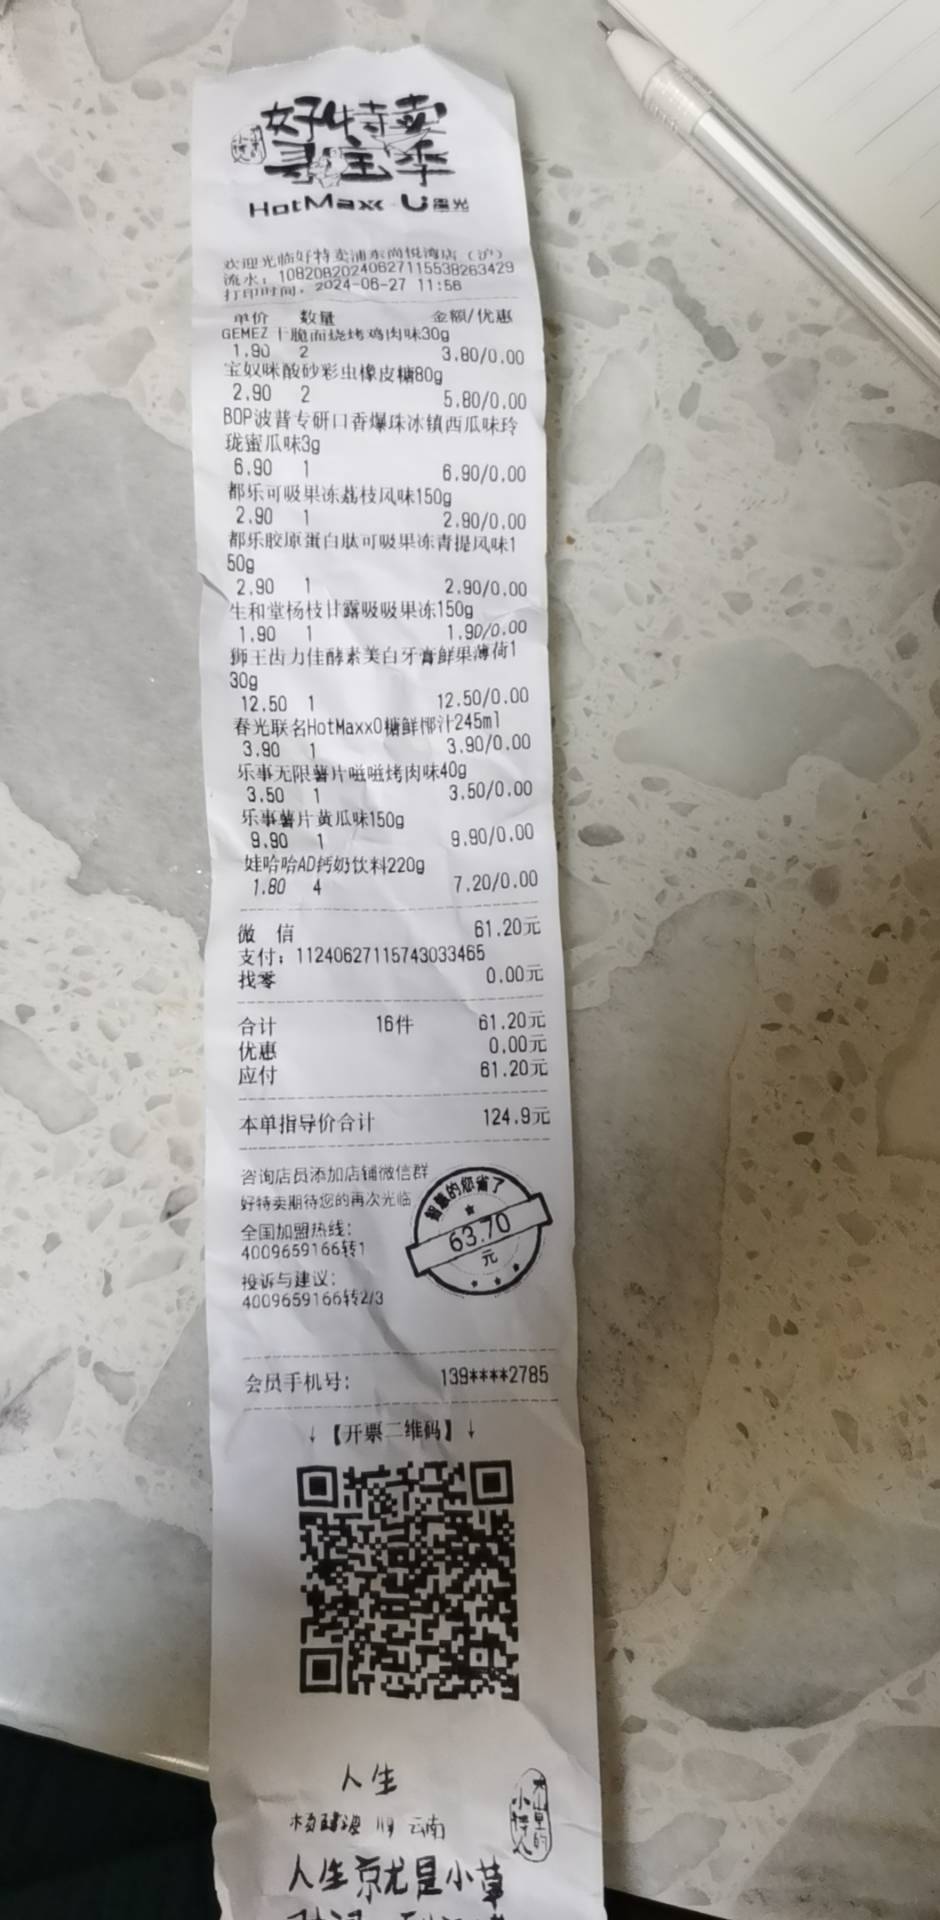 好特卖
寻宝季
HotMaxx U
欢迎光临好特卖浦东尚悦湾店（沪）
流水：10820820240627115538263429
打印时间：2024-06-27 11:56
单价 数量 金额/优惠
GEMEZ干脆面烧烤鸡肉味30g
1.90 2 3.80/0.00
宝奴咪酸砂彩虫橡皮糖80g
2.90 2 5.80/0.00
BOP波普专研口香爆珠冰镇西瓜味玲
珑蜜瓜味3g
6.90 1 6.90/0.00
都乐可吸果冻荔枝风味150g
2.90 1 2.90/0.00
都乐胶原蛋白肽可吸果冻青提风味1
50g
2.90 1 2.90/0.00
生和堂杨枝甘露吸吸果冻150g
1.90 1 1.90/0.00
狮王齿力佳酵素美白牙膏鲜果薄荷1
30g
12.50 1 12.50/0.00
春光联名HotMaxx0糖鲜椰汁245ml
3.90 1 3.90/0.00
乐事无限薯片嗞嗞烤肉味40g
3.50 1 3.50/0.00
乐事薯片黄瓜味150g
9.90 1 9.90/0.00
娃哈哈AD钙奶饮料220g
1.80 4 7.20/0.00
微 信 61.20元
支付：11240627115743033465
找零 0.00元
合计 16件 61.20元
优惠 0.00元
应付 61.20元
本单指导价合计 124.9元
咨询店员添加店铺微信群
好特卖期待您的再次光临
全国加盟热线：
4009659166转1
投诉与建议：
4009659166转2/3
智慧的您省了
63.70
元
会员手机号： 139****2785
↓【开票二维码】↓
人生
云南
大山里的
小诗人
人生就是小草